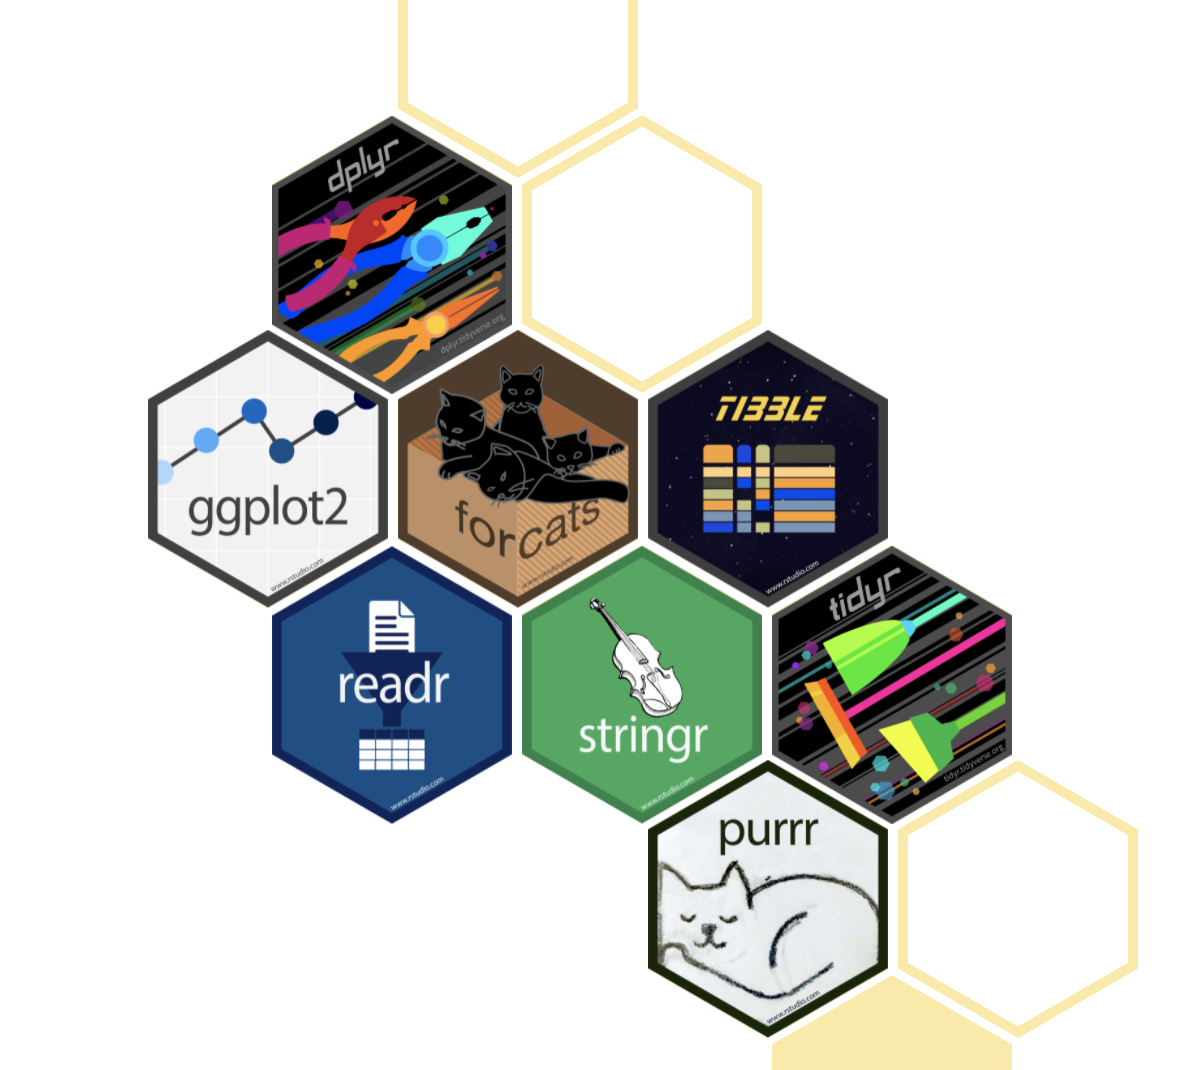 dplyr
dplyr.tidyverse.org
ggplot2
www.rstudio.com
forcats
www.rstudio.com
TIBBLE
www.rstudio.com
readr
www.rstudio.com
stringr
www.rstudio.com
tidyr
tidyr.tidyverse.org
purrr
www.rstudio.com